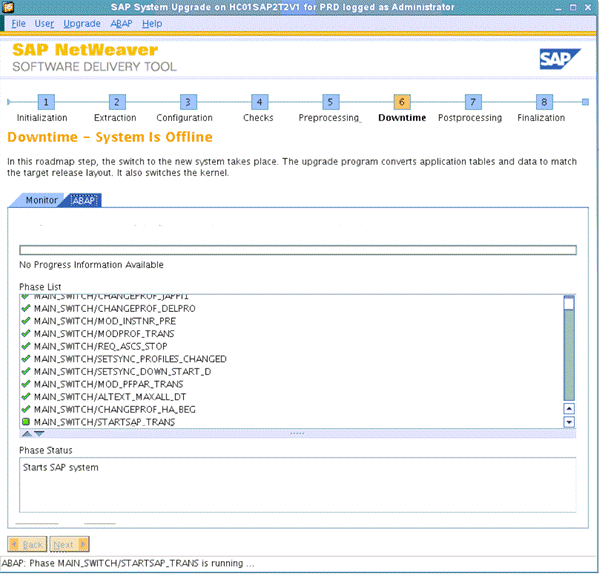 SAP System Upgrade on HC01SAP2T2V1 for PRD logged as Administrator
File User Upgrade ABAP Help
SAP NetWeaver
SOFTWARE DELIVERY TOOL
SAP
1 2 3 4 5 6 7 8
Initialization Extraction Configuration Checks Preprocessing Downtime Postprocessing Finalization
Downtime - System Is Offline
In this roadmap step, the switch to the new system takes place. The upgrade program converts application tables and data to match
the target release layout. It also switches the kernel.
Monitor ABAP
No Progress Information Available
Phase List
MAIN_SWITCH/CHANGEPROF_JAPFI1
MAIN_SWITCH/CHANGEPROF_DELPRO
MAIN_SWITCH/MOD_INSTNR_PRE
MAIN_SWITCH/MODPROF_TRANS
MAIN_SWITCH/REQ_ASCS_STOP
MAIN_SWITCH/SETSYNC_PROFILES_CHANGED
MAIN_SWITCH/SETSYNC_DOWN_START_D
MAIN_SWITCH/MOD_PFPAR_TRANS
MAIN_SWITCH/ALTEXT_MAXALL_DT
MAIN_SWITCH/CHANGEPROF_HA_BEG
MAIN_SWITCH/STARTSAP_TRANS
Phase Status
Starts SAP system
Back Next
ABAP: Phase MAIN_SWITCH/STARTSAP_TRANS is running ...